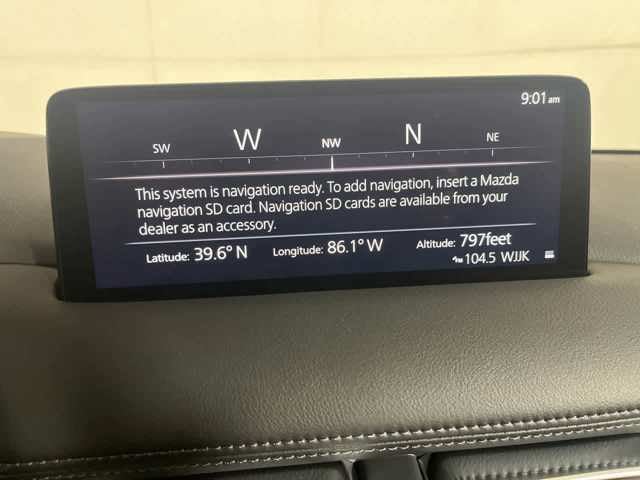 9:01 am
SW W NW N NE
This system is navigation ready. To add navigation, insert a Mazda
navigation SD card. Navigation SD cards are available from your
dealer as an accessory.
Latitude: 39.6° N Longitude: 86.1° W Altitude: 797feet
FM 104.5 WJJK